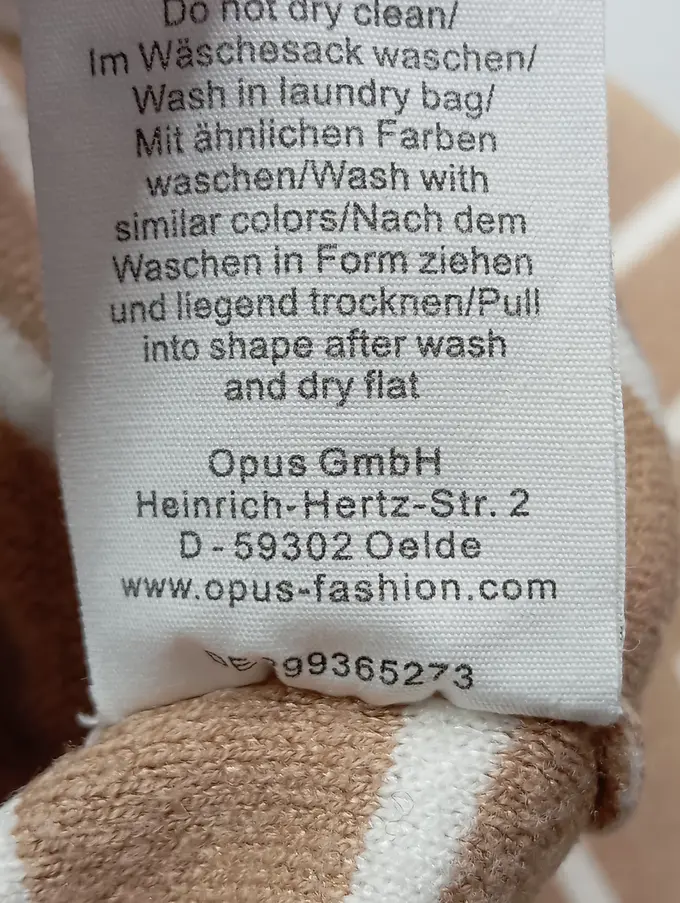 Do not dry clean/
Im Wäschesack waschen/
Wash in laundry bag/
Mit ähnlichen Farben
waschen/Wash with
similar colors/Nach dem
Waschen in Form ziehen
und liegend trocknen/Pull
into shape after wash
and dry flat
Opus GmbH
Heinrich-Hertz-Str. 2
D - 59302 Oelde
www.opus-fashion.com